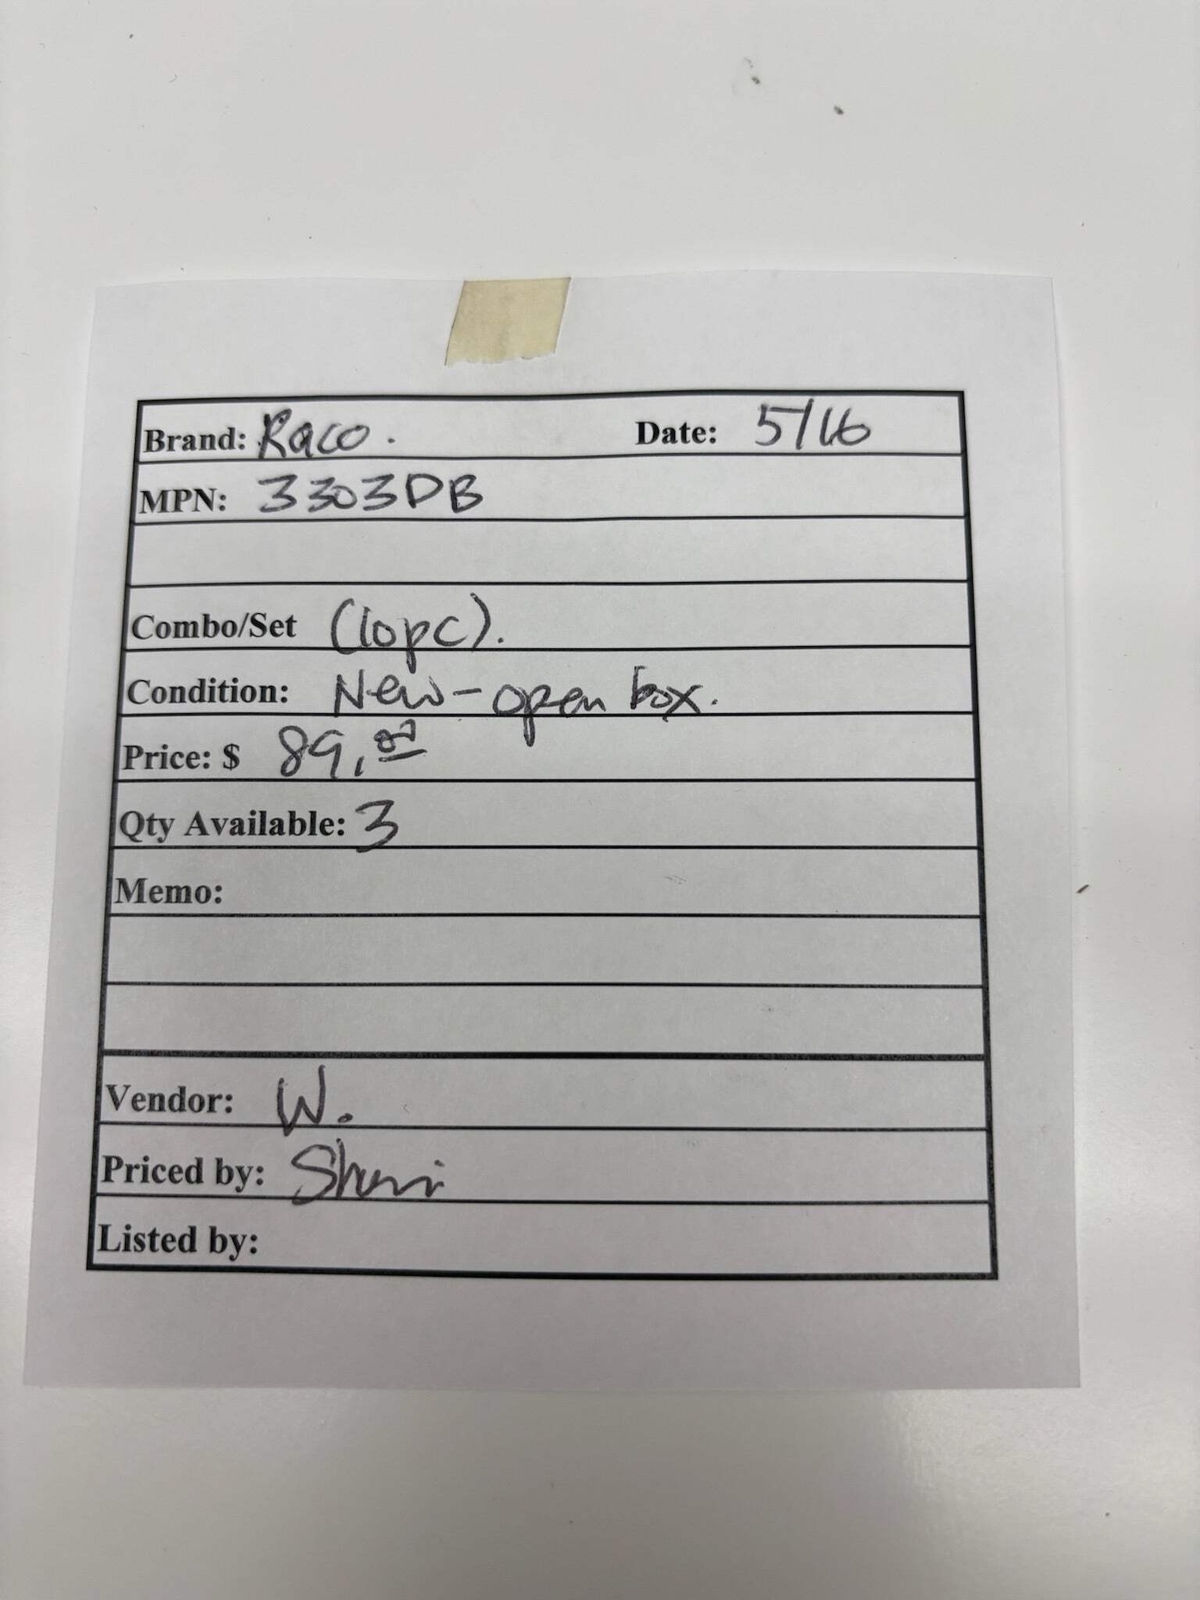 Brand: Raco. Date: 5/16
MPN: 3303DB
Combo/Set (10pc).
Condition: New-open box.
Price: $ 89,00
Qty Available: 3
Memo:
Vendor: W.
Priced by:
Listed by: